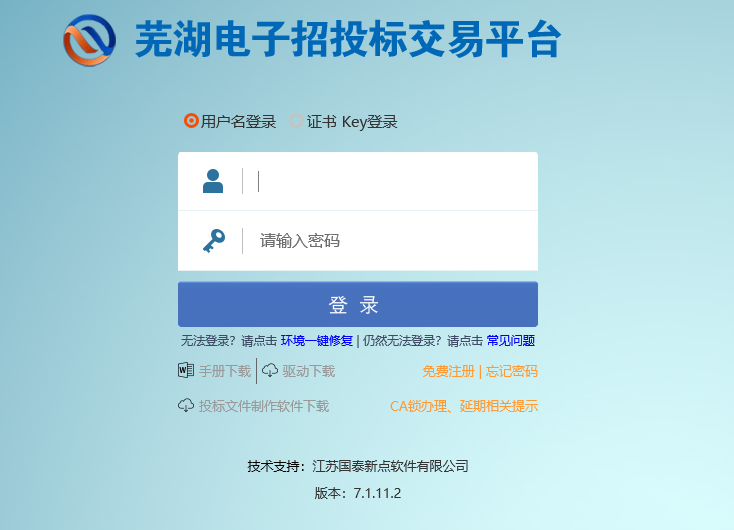 芜湖电子招投标交易平台
用户名登录 证书 Key登录
请输入密码
登 录
无法登录？请点击 环境一键修复 | 仍然无法登录？请点击 常见问题
手册下载 驱动下载 免费注册 | 忘记密码
投标文件制作软件下载 CA锁办理、延期相关提示
技术支持：江苏国泰新点软件有限公司
版本：7.1.11.2